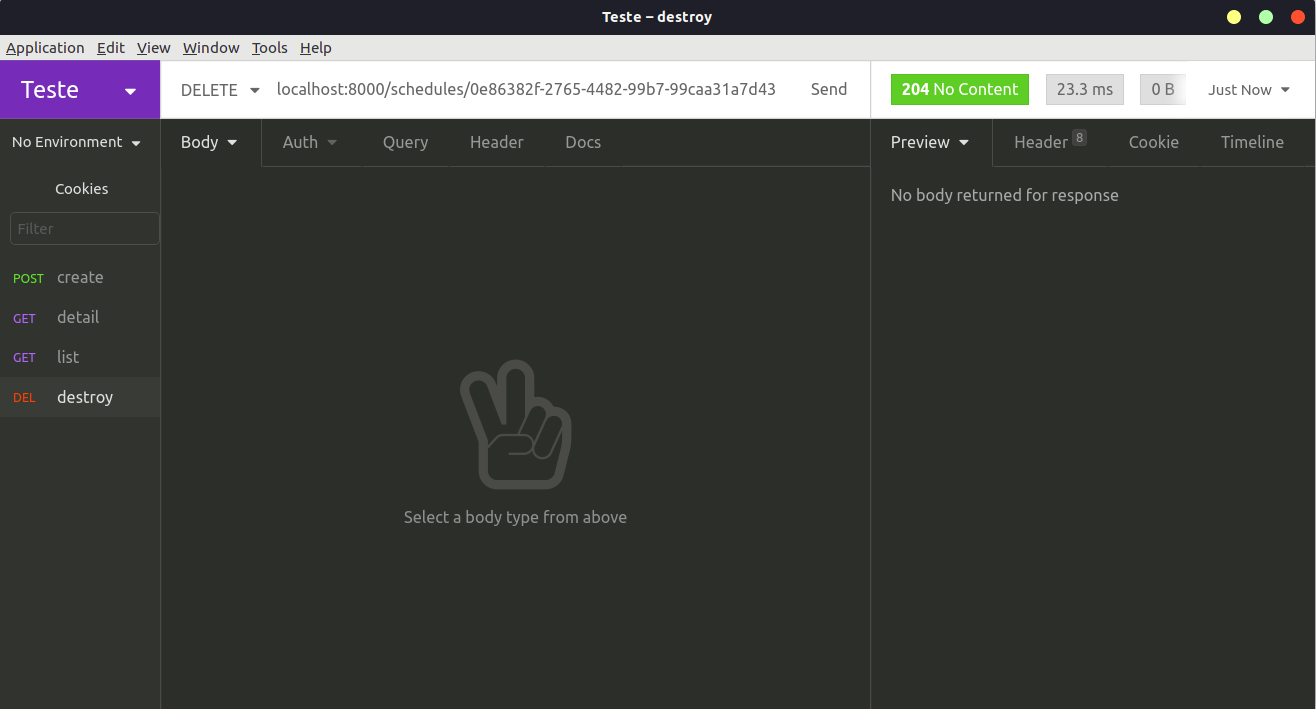 Teste – destroy
Application Edit View Window Tools Help
Teste
DELETE localhost:8000/schedules/0e86382f-2765-4482-99b7-99caa31a7d43 Send
204 No Content 23.3 ms 0 B Just Now
No Environment
Body Auth Query Header Docs
Preview Header 8 Cookie Timeline
Cookies
No body returned for response
Filter
POST create
GET detail
GET list
DEL destroy
Select a body type from above